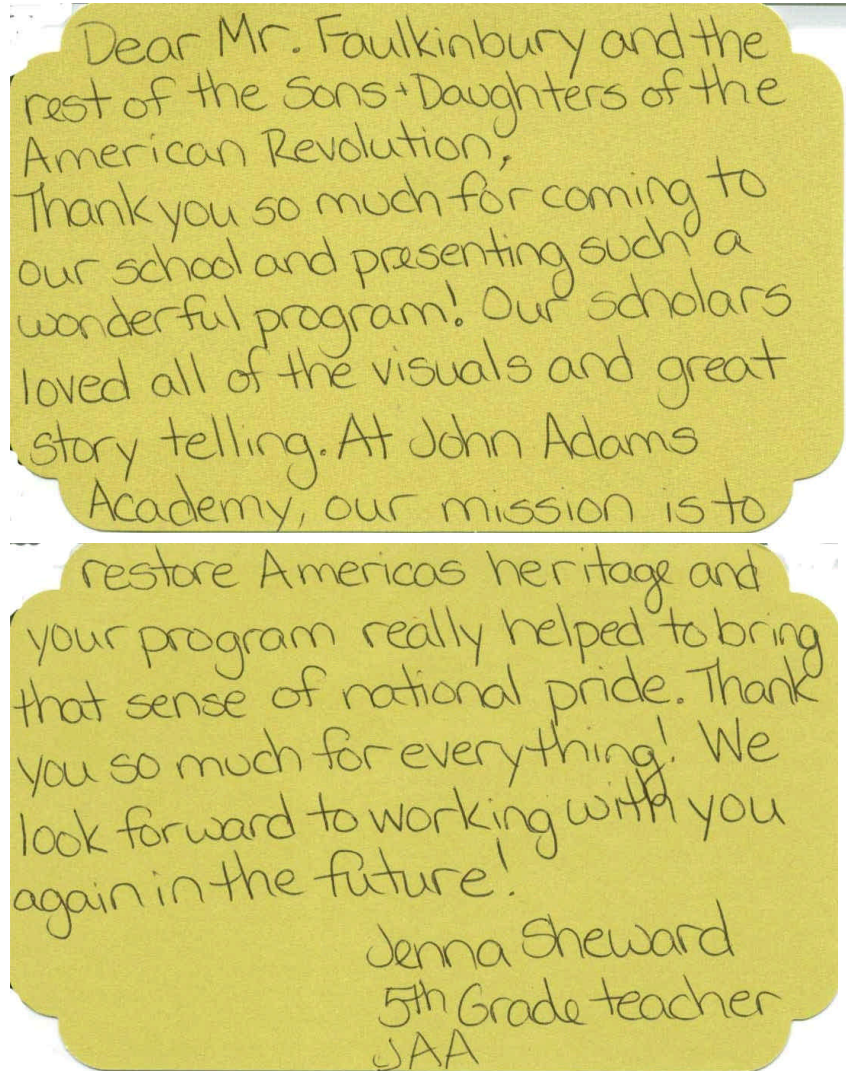 Dear Mr. Faulkinbury and the
rest of the Sons + Daughters of the
American Revolution,
Thank you so much for coming to
our school and presenting such a
wonderful program! Our scholars
loved all of the visuals and great
story telling. At John Adams
Academy, our mission is to
restore Americas heritage and
your program really helped to bring
that sense of national pride. Thank
you so much for everything! We
look forward to working with you
again in the future!
Jenna Sheward
5th Grade teacher
JAA